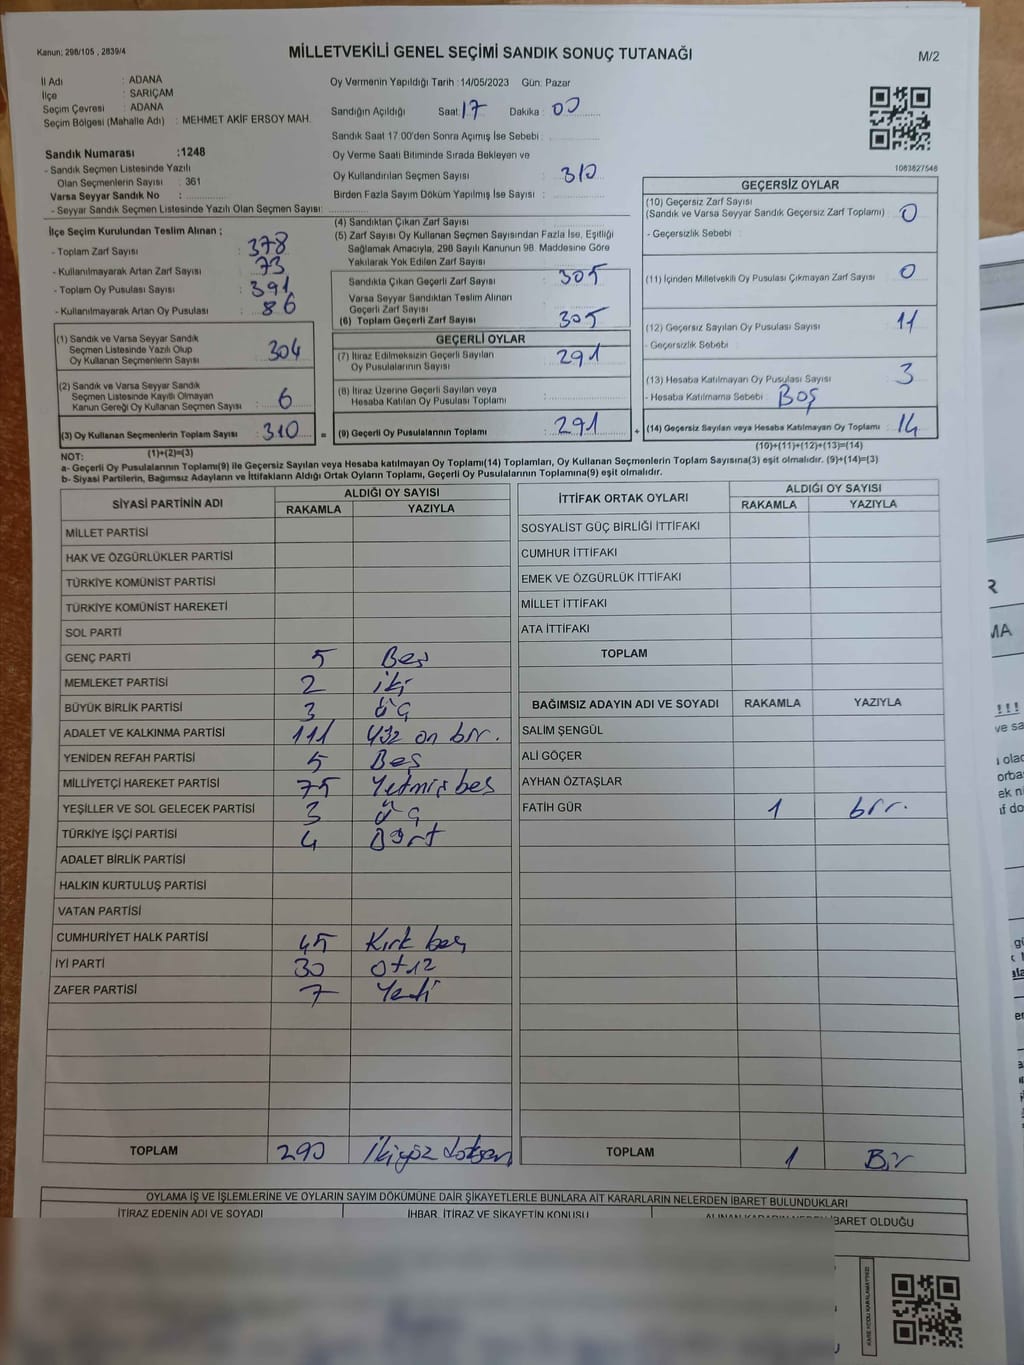 Kanun; 298/105 , 2839/4
MİLLETVEKİLİ GENEL SEÇİMİ SANDIK SONUÇ TUTANAĞI
M/2
İl Adı : ADANA
İlçe : SARIÇAM
Seçim Çevresi : ADANA
Seçim Bölgesi (Mahalle Adı) : MEHMET AKİF ERSOY MAH.
Sandık Numarası :1248
- Sandık Seçmen Listesinde Yazılı
Olan Seçmenlerin Sayısı : 361
Varsa Seyyar Sandık No :
- Seyyar Sandık Seçmen Listesinde Yazılı Olan Seçmen Sayısı:
Oy Vermenin Yapıldığı Tarih :14/05/2023 Gün: Pazar
Sandığın Açıldığı Saat: 17 Dakika : 00
Sandık Saat 17.00'den Sonra Açımış İse Sebebi :
Oy Verme Saati Bitiminde Sırada Bekleyen ve
Oy Kullandırılan Seçmen Sayısı : 310
Birden Fazla Sayım Döküm Yapılmış İse Sayısı :
1083827546
İlçe Seçim Kurulundan Teslim Alınan ;
- Toplam Zarf Sayısı : 378
- Kullanılmayarak Artan Zarf Sayısı : 73
- Toplam Oy Pusulası Sayısı : 391
- Kullanılmayarak Artan Oy Pusulası : 86
(1) Sandık ve Varsa Seyyar Sandık
Seçmen Listesinde Yazılı Olup
Oy Kullanan Seçmenlerin Sayısı : 304
(2) Sandık ve Varsa Seyyar Sandık
Seçmen Listesinde Kayıtlı Olmayan
Kanun Gereği Oy Kullanan Seçmen Sayısı : 6
(3) Oy Kullanan Seçmenlerin Toplam Sayısı : 310
(1)+(2)=(3)
(4) Sandıktan Çıkan Zarf Sayısı
(5) Zarf Sayısı Oy Kullanan Seçmen Sayısından Fazla İse, Eşitliği
Sağlamak Amacıyla, 298 Sayılı Kanunun 98. Maddesine Göre
Yakılarak Yok Edilen Zarf Sayısı
Sandıkta Çıkan Geçerli Zarf Sayısı : 305
Varsa Seyyar Sandıktan Teslim Alınan
Geçerli Zarf Sayısı
(6) Toplam Geçerli Zarf Sayısı : 305
GEÇERLİ OYLAR
(7) İtiraz Edilmeksizin Geçerli Sayılan
Oy Pusulalarının Sayısı : 291
(8) İtiraz Üzerine Geçerli Sayılan veya
Hesaba Katılan Oy Pusulası Toplamı
= (9) Geçerli Oy Pusulalarının Toplamı : 291
GEÇERSİZ OYLAR
(10) Geçersiz Zarf Sayısı
(Sandık ve Varsa Seyyar Sandık Geçersiz Zarf Toplamı) : 0
- Geçersizlik Sebebi
(11) İçinden Milletvekili Oy Pusulası Çıkmayan Zarf Sayısı : 0
(12) Geçersiz Sayılan Oy Pusulası Sayısı : 11
- Geçersizlik Sebebi
(13) Hesaba Katılmayan Oy Pusulası Sayısı : 3
- Hesaba Katılmama Sebebi : Boş
+ (14) Geçersiz Sayılan veya Hesaba Katılmayan Oy Toplamı : 14
(10)+(11)+(12)+(13)=(14)
NOT:
a- Geçerli Oy Pusulalarının Toplamı(9) ile Geçersiz Sayılan veya Hesaba katılmayan Oy Toplamı(14) Toplamları, Oy Kullanan Seçmenlerin Toplam Sayısına(3) eşit olmalıdır. (9)+(14)=(3)
b- Siyasi Partilerin, Bağımsız Adayların ve İttifakların Aldığı Ortak Oyların Toplamı, Geçerli Oy Pusulalarının Toplamına(9) eşit olmalıdır.
SİYASİ PARTİNİN ADI ALDIĞI OY SAYISI
RAKAMLA YAZIYLA
MİLLET PARTİSİ
HAK VE ÖZGÜRLÜKLER PARTİSİ
TÜRKİYE KOMÜNİST PARTİSİ
TÜRKİYE KOMÜNİST HAREKETİ
SOL PARTİ
GENÇ PARTİ 5 Beş
MEMLEKET PARTİSİ 2 iki
BÜYÜK BİRLİK PARTİSİ 3 üç
ADALET VE KALKINMA PARTİSİ 111 yüz on bir.
YENİDEN REFAH PARTİSİ 5 Beş
MİLLİYETÇİ HAREKET PARTİSİ 75 Yetmiş beş
YEŞİLLER VE SOL GELECEK PARTİSİ 3 üç
TÜRKİYE İŞÇİ PARTİSİ 4 Dört
ADALET BİRLİK PARTİSİ
HALKIN KURTULUŞ PARTİSİ
VATAN PARTİSİ
CUMHURİYET HALK PARTİSİ 45 Kırk beş
İYİ PARTİ 30 otuz
ZAFER PARTİSİ 7 Yedi
TOPLAM 290 İkiyüz doksan
İTTİFAK ORTAK OYLARI ALDIĞI OY SAYISI
RAKAMLA YAZIYLA
SOSYALİST GÜÇ BİRLİĞİ İTTİFAKI
CUMHUR İTTİFAKI
EMEK VE ÖZGÜRLÜK İTTİFAKI
MİLLET İTTİFAKI
ATA İTTİFAKI
TOPLAM
BAĞIMSIZ ADAYIN ADI VE SOYADI RAKAMLA YAZIYLA
SALİM ŞENGÜL
ALİ GÖÇER
AYHAN ÖZTAŞLAR
FATİH GÜR 1 bir.
TOPLAM 1 Bir
OYLAMA İŞ VE İŞLEMLERİNE VE OYLARIN SAYIM DÖKÜMÜNE DAİR ŞİKAYETLERLE BUNLARA AİT KARARLARIN NELERDEN İBARET BULUNDUKLARI
İTİRAZ EDENİN ADI VE SOYADI İHBAR, İTİRAZ VE ŞİKAYETİN KONUSU ALINAN KARARIN NEDEN İBARET OLDUĞU
KARE KODU KARALAMAYINIZ!